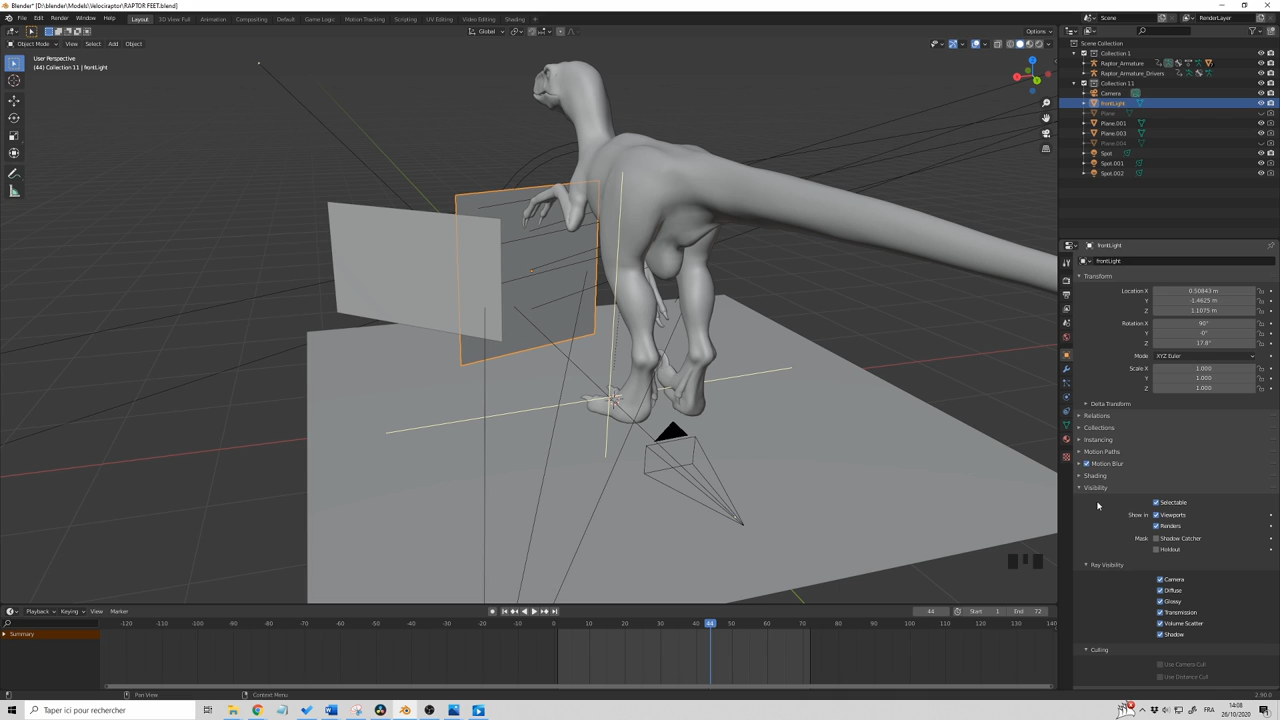 Blender* [D:\blender\Models\Velociraptor\RAPTOR FEET.blend]
File Edit Render Window Help Layout 3D View Full Animation Compositing Default Game Logic Motion Tracking Scripting UV Editing Video Editing Shading + Scene RenderLayer
Global Options
Object Mode View Select Add Object
User Perspective
(44) Collection 11 | frontLight
Scene Collection
Collection 1
Raptor_Armature
Raptor_Armature_Drivers
Collection 11
Camera
frontLight
Plane
Plane.001
Plane.003
Plane.004
Spot
Spot.001
Spot.002
frontLight
frontLight
Transform
Location X 0.50843 m
Y -1.4625 m
Z 1.1075 m
Rotation X 90°
Y -0°
Z 17.8°
Mode XYZ Euler
Scale X 1.000
Y 1.000
Z 1.000
Delta Transform
Relations
Collections
Instancing
Motion Paths
Motion Blur
Shading
Visibility
Selectable
Show in Viewports
Renders
Mask Shadow Catcher
Holdout
Ray Visibility
Camera
Diffuse
Glossy
Transmission
Volume Scatter
Shadow
Culling
Use Camera Cull
Use Distance Cull
Playback Keying View Marker 44 Start 1 End 72
-120 -110 -100 -90 -80 -70 -60 -50 -40 -30 -20 -10 0 10 20 30 40 44 50 60 70 80 90 100 110 120 130 140
Summary
Pan View Context Menu 2.90.0
Taper ici pour rechercher FRA 14:08
26/10/2020